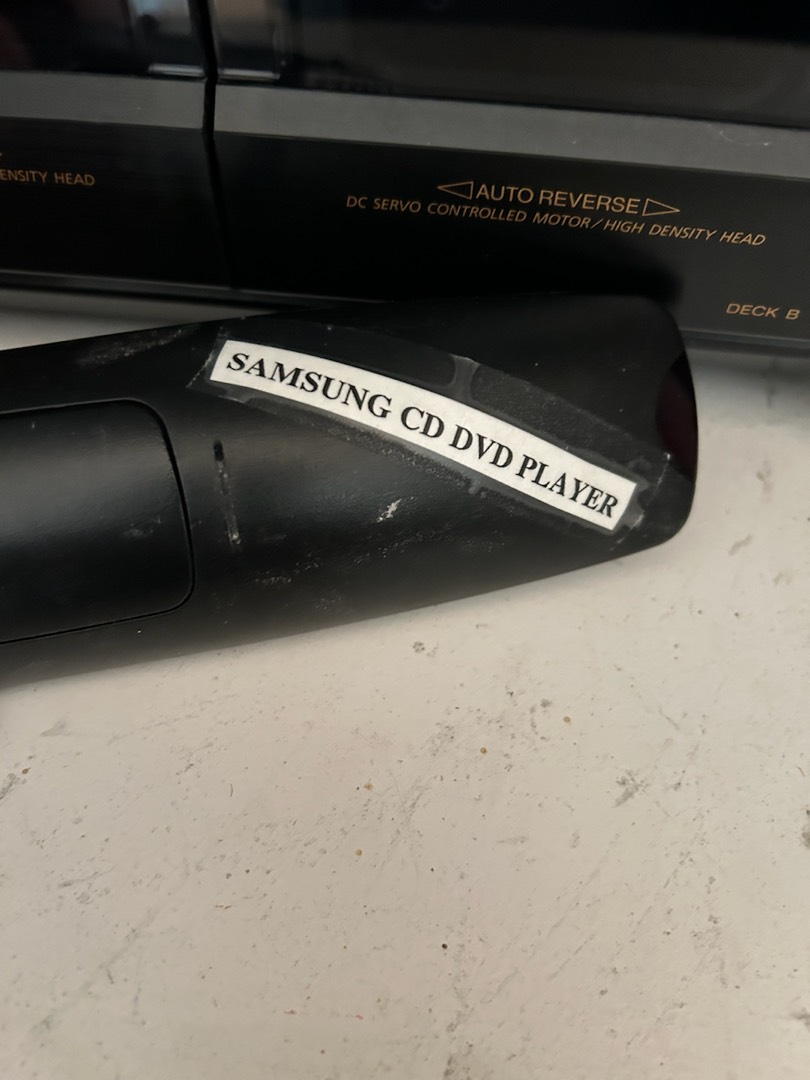 ENSITY HEAD
AUTO REVERSE
DC SERVO CONTROLLED MOTOR/HIGH DENSITY HEAD
DECK B
SAMSUNG CD DVD PLAYER